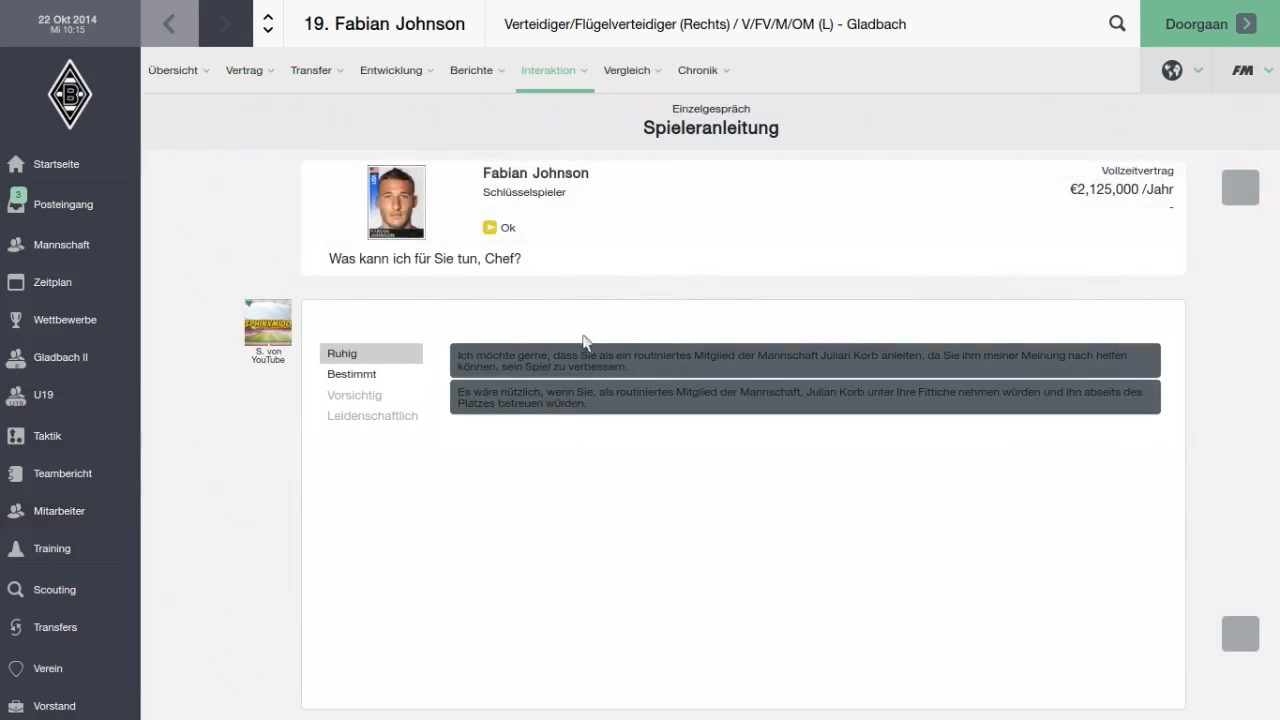 22 Okt 2014
Mi 10:15
19. Fabian Johnson
Verteidiger/Flügelverteidiger (Rechts) / V/FV/M/OM (L) - Gladbach
Doorgaan
Übersicht
Vertrag
Transfer
Entwicklung
Berichte
Interaktion
Vergleich
Chronik
FM
B
Einzelgespräch
Spieleranleitung
Startseite
3
Posteingang
Mannschaft
Zeitplan
Wettbewerbe
Gladbach II
U19
Taktik
Teambericht
Mitarbeiter
Training
Scouting
Transfers
Verein
Vorstand
Fabian Johnson
Schlüsselspieler
Ok
Vollzeitvertrag
€2,125,000 /Jahr
-
Was kann ich für Sie tun, Chef?
SPHINXMIDO
S. von
YouTube
Ruhig
Bestimmt
Vorsichtig
Leidenschaftlich
Ich möchte gerne, dass Sie als ein routiniertes Mitglied der Mannschaft Julian Korb anleiten, da Sie ihm meiner Meinung nach helfen
können, sein Spiel zu verbessern.
Es wäre nützlich, wenn Sie, als routiniertes Mitglied der Mannschaft, Julian Korb unter Ihre Fittiche nehmen würden und ihn abseits des
Platzes betreuen würden.